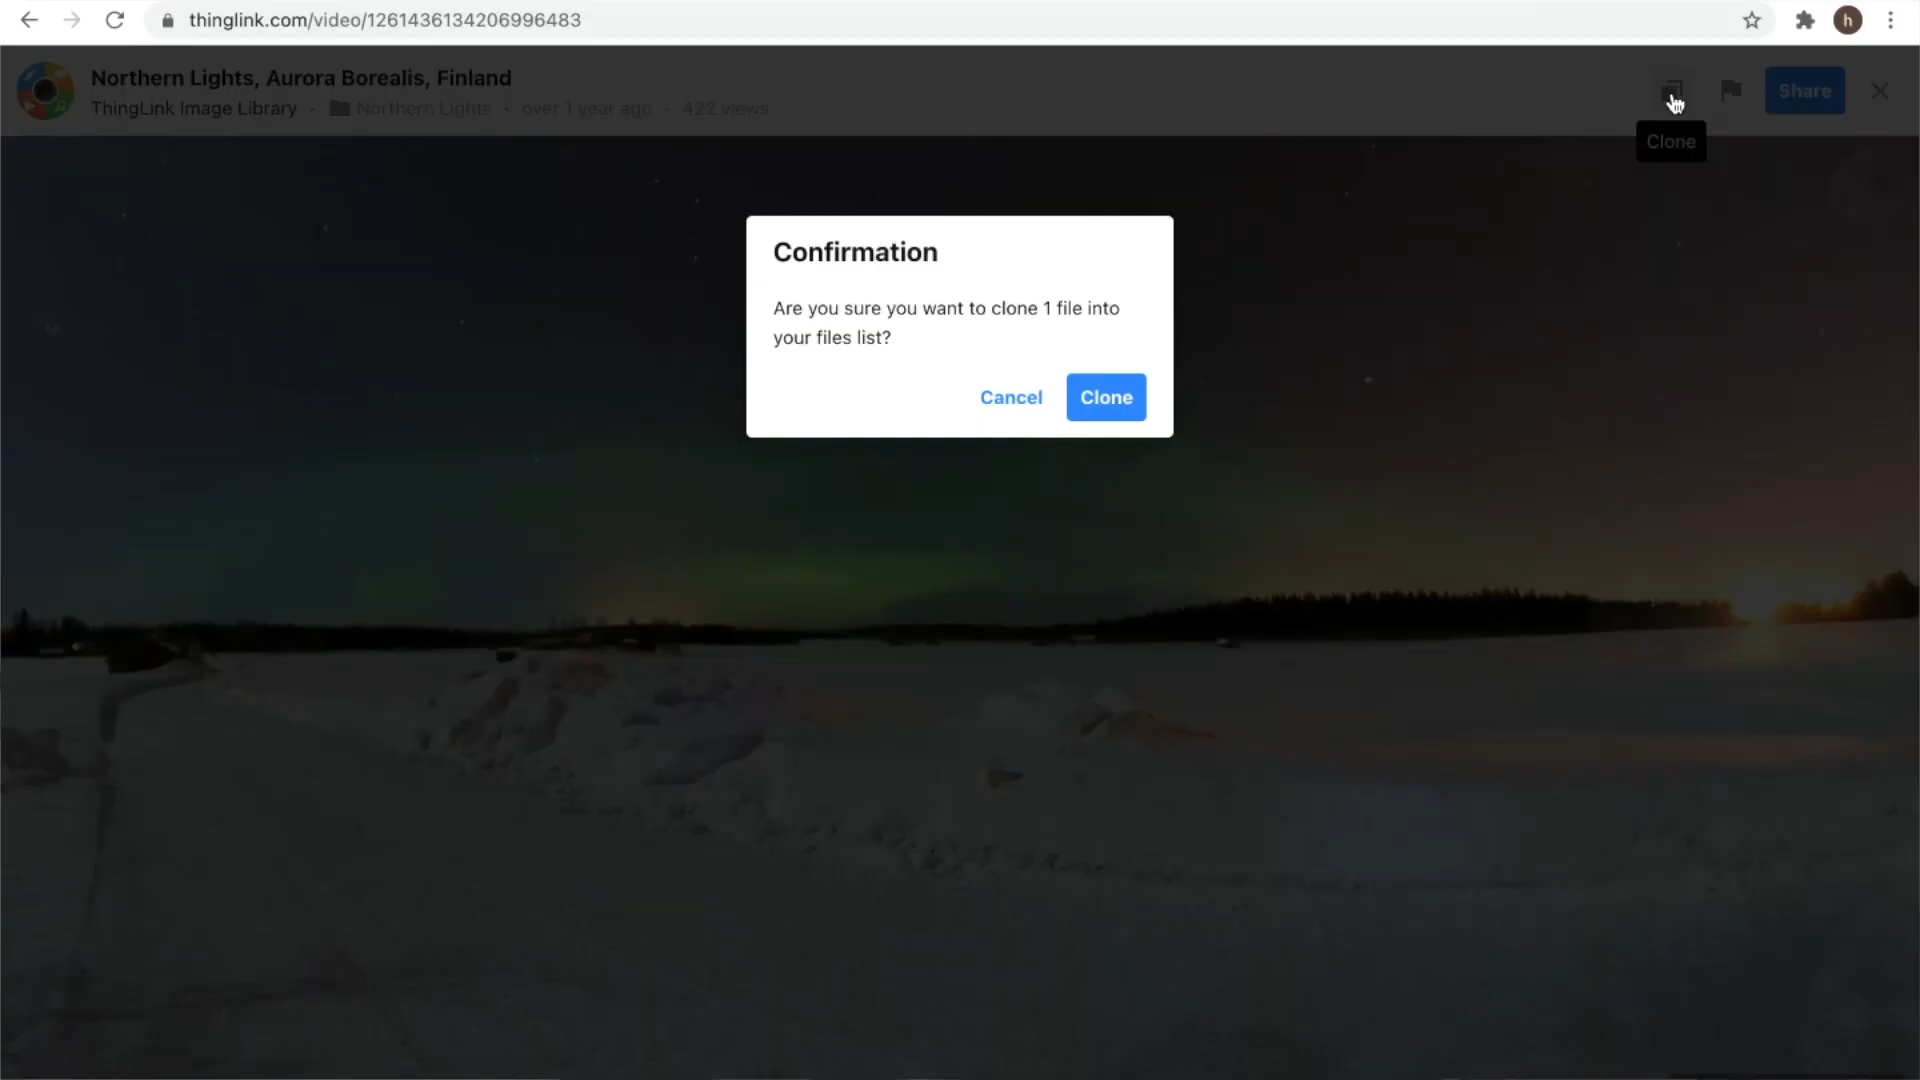 thinglink.com/video/1261436134206996483
h
Northern Lights, Aurora Borealis, Finland
ThingLink Image Library · Northern Lights · over 1 year ago · 422 views
Share
Clone
Confirmation
Are you sure you want to clone 1 file into
your files list?
Cancel
Clone